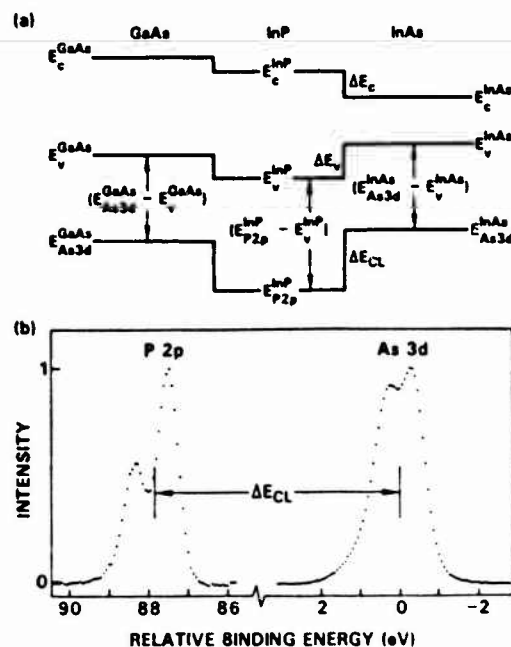 (a)
GaAs InP InAs
E_c^GaAs
E_c^InP
ΔE_c
E_c^InAs
E_v^GaAs
E_v^InP
ΔE_v
E_v^InAs
(E_As3d^GaAs - E_v^GaAs)
(E_P2p^InP - E_v^InP)
(E_As3d^InAs - E_v^InAs)
E_As3d^GaAs
E_P2p^InP
ΔE_CL
E_As3d^InAs
(b)
P 2p As 3d
1
INTENSITY
ΔE_CL
0
90 88 86 2 0 -2
RELATIVE BINDING ENERGY (eV)